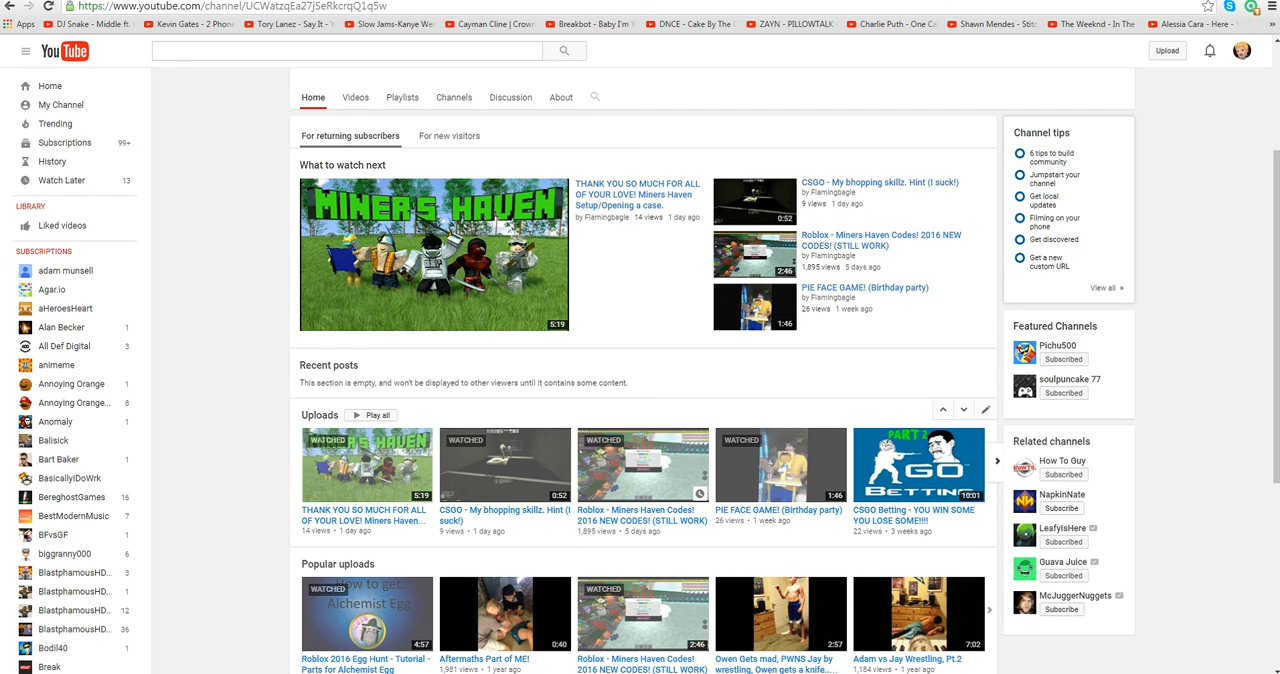 https://www.youtube.com/channel/UCWatzqEa27jSeRkcrqQ1q5w
Apps
DJ Snake - Middle ft.
Kevin Gates - 2 Phone
Tory Lanez - Say It - Y
Slow Jams-Kanye Wes
Cayman Cline | Crown
Breakbot - Baby I'm Y
DNCE - Cake By The O
ZAYN - PILLOWTALK
Charlie Puth - One Ca
Shawn Mendes - Stitc
The Weeknd - In The
Alessia Cara - Here -
YouTube
Upload
Home
My Channel
Trending
Subscriptions 99+
History
Watch Later 13
LIBRARY
Liked videos
SUBSCRIPTIONS
adam munsell
Agar.io
aHeroesHeart
Alan Becker 1
All Def Digital 3
animeme
Annoying Orange 1
Annoying Orange... 8
Anomaly 1
Balisick
Bart Baker 1
BasicallyIDoWrk
BereghostGames 16
BestModernMusic 7
BFvsGF 1
biggranny000 6
BlastphamousHD... 3
BlastphamousHD... 1
BlastphamousHD... 12
BlastphamousHD... 36
Bodil40 1
Break
Home Videos Playlists Channels Discussion About
For returning subscribers For new visitors
What to watch next
MINER'S HAVEN
5:19
THANK YOU SO MUCH FOR ALL
OF YOUR LOVE! Miners Haven
Setup/Opening a case.
by Flamingbagle 14 views 1 day ago
0:52
CSGO - My bhopping skillz. Hint (I suck!)
by Flamingbagle
9 views 1 day ago
2:46
Roblox - Miners Haven Codes! 2016 NEW
CODES! (STILL WORK)
by Flamingbagle
1,895 views 5 days ago
1:46
PIE FACE GAME! (Birthday party)
by Flamingbagle
26 views 1 week ago
Recent posts
This section is empty, and won't be displayed to other viewers until it contains some content.
Uploads Play all
WATCHED
MINER'S HAVEN
5:19
THANK YOU SO MUCH FOR ALL
OF YOUR LOVE! Miners Haven...
14 views • 1 day ago
WATCHED
0:52
CSGO - My bhopping skillz. Hint (I
suck!)
9 views • 1 day ago
WATCHED
Roblox - Miners Haven Codes!
2016 NEW CODES! (STILL WORK)
1,895 views • 5 days ago
WATCHED
1:46
PIE FACE GAME! (Birthday party)
26 views • 1 week ago
PART 2
GO
BETTING
10:01
CSGO Betting - YOU WIN SOME
YOU LOSE SOME!!!!
22 views • 3 weeks ago
Popular uploads
WATCHED
How to get:
Alchemist Egg
4:57
Roblox 2016 Egg Hunt - Tutorial -
Parts for Alchemist Egg
0:40
Aftermaths Part of ME!
1,981 views • 1 year ago
WATCHED
2:46
Roblox - Miners Haven Codes!
2016 NEW CODES! (STILL WORK)
2:57
Owen Gets mad, PWNS Jay by
wrestling, Owen gets a knife....
7:02
Adam vs Jay Wrestling, Pt.2
1,184 views • 1 year ago
Channel tips
6 tips to build
community
Jumpstart your
channel
Get local
updates
Filming on your
phone
Get discovered
Get a new
custom URL
View all »
Featured Channels
Pichu500
Subscribed
soulpuncake 77
Subscribed
Related channels
How To Guy
Subscribed
NapkinNate
Subscribe
LeafyIsHere
Subscribed
Guava Juice
Subscribed
McJuggerNuggets
Subscribe